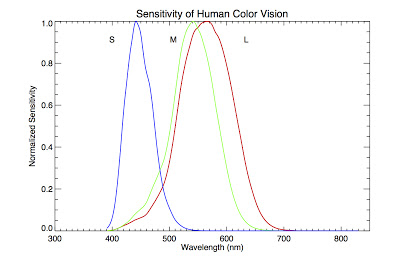 Sensitivity of Human Color Vision
1.0
S M L
0.8
0.6
0.4
0.2
0.0
Normalized Sensitivity
300 400 500 600 700 800
Wavelength (nm)